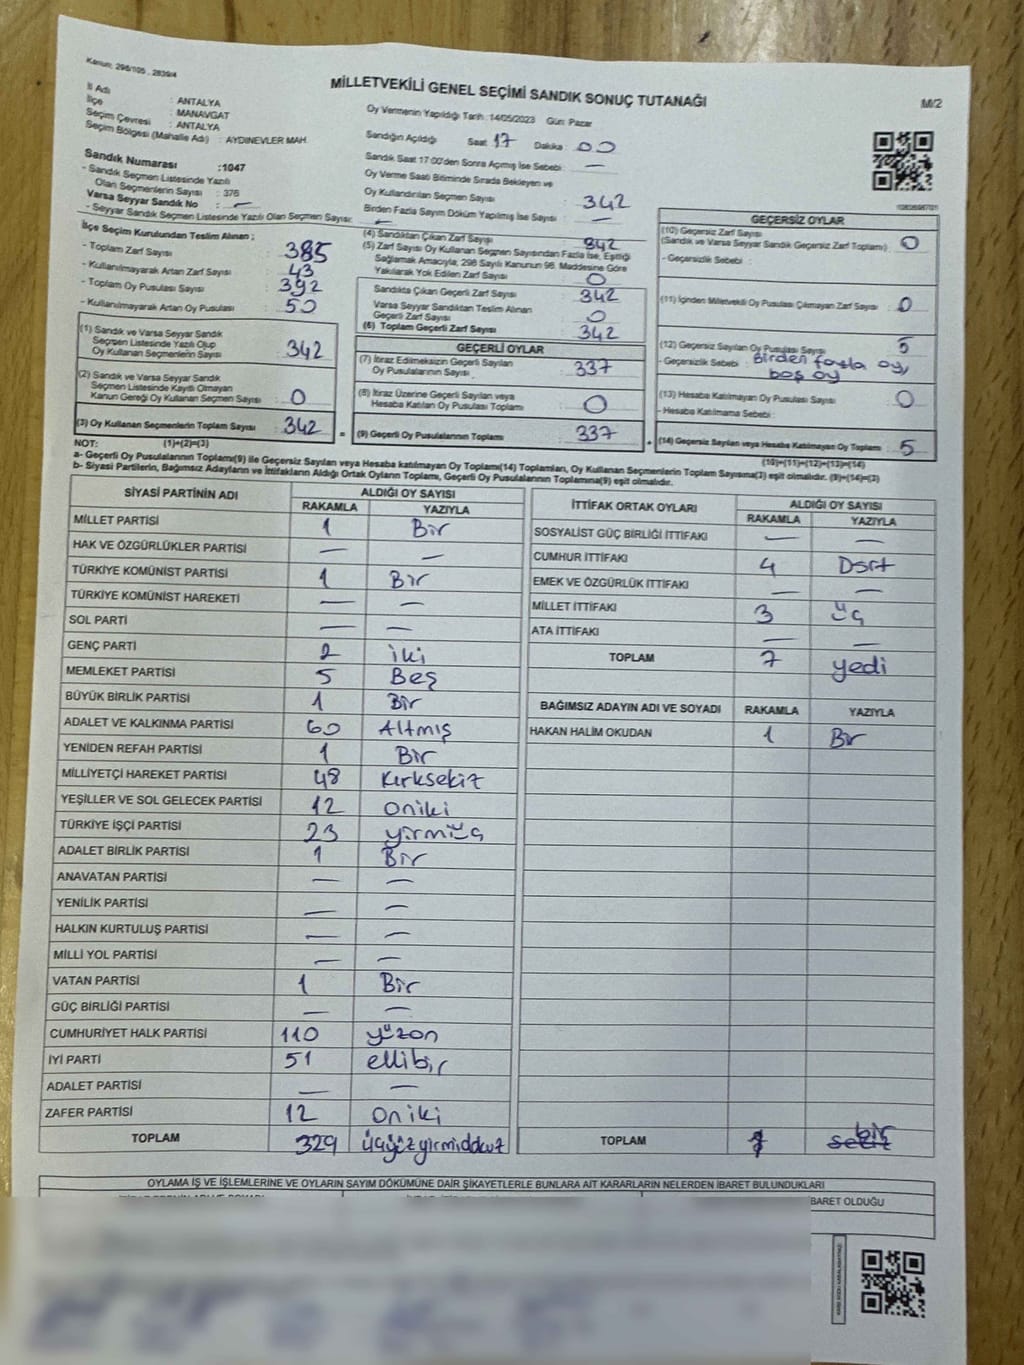 Kanun: 298/105 , 2839/4
MİLLETVEKİLİ GENEL SEÇİMİ SANDIK SONUÇ TUTANAĞI
M/2
İl Adı : ANTALYA
İlçe : MANAVGAT
Seçim Çevresi : ANTALYA
Seçim Bölgesi (Mahalle Adı) : AYDINEVLER MAH.
Sandık Numarası :1047
- Sandık Seçmen Listesinde Yazılı
Olan Seçmenlerin Sayısı : 376
Varsa Seyyar Sandık No : —
- Seyyar Sandık Seçmen Listesinde Yazılı Olan Seçmen Sayısı: —
Oy Vermenin Yapıldığı Tarih : 14/05/2023 Gün: Pazar
Sandığın Açıldığı Saat 17 Dakika : 00
Sandık Saat 17:00'den Sonra Açmış İse Sebebi : —
Oy Verme Saati Bitiminde Sırada Bekleyen ve
Oy Kullandırılan Seçmen Sayısı : 342
Birden Fazla Sayım Döküm Yapılmış İse Sayısı : —
10826987/01
İlçe Seçim Kurulundan Teslim Alınan :
- Toplam Zarf Sayısı : 385
- Kullanılmayarak Artan Zarf Sayısı : 43
- Toplam Oy Pusulası Sayısı : 392
- Kullanılmayarak Artan Oy Pusulası : 50
(1) Sandık ve Varsa Seyyar Sandık
Seçmen Listesinde Yazılı Olup
Oy Kullanan Seçmenlerin Sayısı : 342
(2) Sandık ve Varsa Seyyar Sandık
Seçmen Listesinde Kayıtlı Olmayan
Kanun Gereği Oy Kullanan Seçmen Sayısı : 0
(3) Oy Kullanan Seçmenlerin Toplam Sayısı : 342
(4) Sandıktan Çıkan Zarf Sayısı : 342
(5) Zarf Sayısı Oy Kullanan Seçmen Sayısından Fazla İse, Eşitliği
Sağlamak Amacıyla, 298 Sayılı Kanunun 98. Maddesine Göre
Yakılarak Yok Edilen Zarf Sayısı : 0
Sandıkta Çıkan Geçerli Zarf Sayısı : 342
Varsa Seyyar Sandıktan Teslim Alınan
Geçerli Zarf Sayısı : 0
(6) Toplam Geçerli Zarf Sayısı : 342
GEÇERLİ OYLAR
(7) İtiraz Edilmeksizin Geçerli Sayılan
Oy Pusulalarının Sayısı : 337
(8) İtiraz Üzerine Geçerli Sayılan veya
Hesaba Katılan Oy Pusulası Toplamı : 0
= (9) Geçerli Oy Pusulalarının Toplamı : 337 +
GEÇERSİZ OYLAR
(10) Geçersiz Zarf Sayısı
(Sandık ve Varsa Seyyar Sandık Geçersiz Zarf Toplamı) : 0
- Geçersizlik Sebebi :
(11) İçinden Milletvekili Oy Pusulası Çıkmayan Zarf Sayısı : 0
(12) Geçersiz Sayılan Oy Pusulası Sayısı : 5
- Geçersizlik Sebebi : Birden fazla oy,
boş oy
(13) Hesaba Katılmayan Oy Pusulası Sayısı : 0
- Hesaba Katılmama Sebebi :
(14) Geçersiz Sayılan veya Hesaba Katılmayan Oy Toplamı : 5
NOT: (1)+(2)=(3) (10)+(11)+(12)+(13)=(14)
a- Geçerli Oy Pusulalarının Toplamı(9) ile Geçersiz Sayılan veya Hesaba katılmayan Oy Toplamı(14) Toplamları, Oy Kullanan Seçmenlerin Toplam Sayısına(3) eşit olmalıdır. (9)+(14)=(3)
b- Siyasi Partilerin, Bağımsız Adayların ve İttifakların Aldığı Ortak Oyların Toplamı, Geçerli Oy Pusulalarının Toplamına(9) eşit olmalıdır.
SİYASİ PARTİNİN ADI ALDIĞI OY SAYISI
RAKAMLA YAZIYLA
MİLLET PARTİSİ 1 Bir
HAK VE ÖZGÜRLÜKLER PARTİSİ — —
TÜRKİYE KOMÜNİST PARTİSİ 1 Bir
TÜRKİYE KOMÜNİST HAREKETİ — —
SOL PARTİ — —
GENÇ PARTİ 2 iki
MEMLEKET PARTİSİ 5 Beş
BÜYÜK BİRLİK PARTİSİ 1 Bir
ADALET VE KALKINMA PARTİSİ 60 Altmış
YENİDEN REFAH PARTİSİ 1 Bir
MİLLİYETÇİ HAREKET PARTİSİ 48 Kırksekiz
YEŞİLLER VE SOL GELECEK PARTİSİ 12 oniki
TÜRKİYE İŞÇİ PARTİSİ 23 yirmiüç
ADALET BİRLİK PARTİSİ 1 Bir
ANAVATAN PARTİSİ — —
YENİLİK PARTİSİ — —
HALKIN KURTULUŞ PARTİSİ — —
MİLLİ YOL PARTİSİ — —
VATAN PARTİSİ 1 Bir
GÜÇ BİRLİĞİ PARTİSİ — —
CUMHURİYET HALK PARTİSİ 110 yüzon
İYİ PARTİ 51 ellibir
ADALET PARTİSİ — —
ZAFER PARTİSİ 12 Oniki
TOPLAM 329 üçyüzyirmidokuz
İTTİFAK ORTAK OYLARI ALDIĞI OY SAYISI
RAKAMLA YAZIYLA
SOSYALİST GÜÇ BİRLİĞİ İTTİFAKI — —
CUMHUR İTTİFAKI 4 Dört
EMEK VE ÖZGÜRLÜK İTTİFAKI — —
MİLLET İTTİFAKI 3 üç
ATA İTTİFAKI — —
TOPLAM 7 yedi
BAĞIMSIZ ADAYIN ADI VE SOYADI RAKAMLA YAZIYLA
HAKAN HALİM OKUDAN 1 Bir
TOPLAM 1 bir
sekiz
OYLAMA İŞ VE İŞLEMLERİNE VE OYLARIN SAYIM DÖKÜMÜNE DAİR ŞİKAYETLERLE BUNLARA AİT KARARLARIN NELERDEN İBARET BULUNDUKLARI
İBARET OLDUĞU